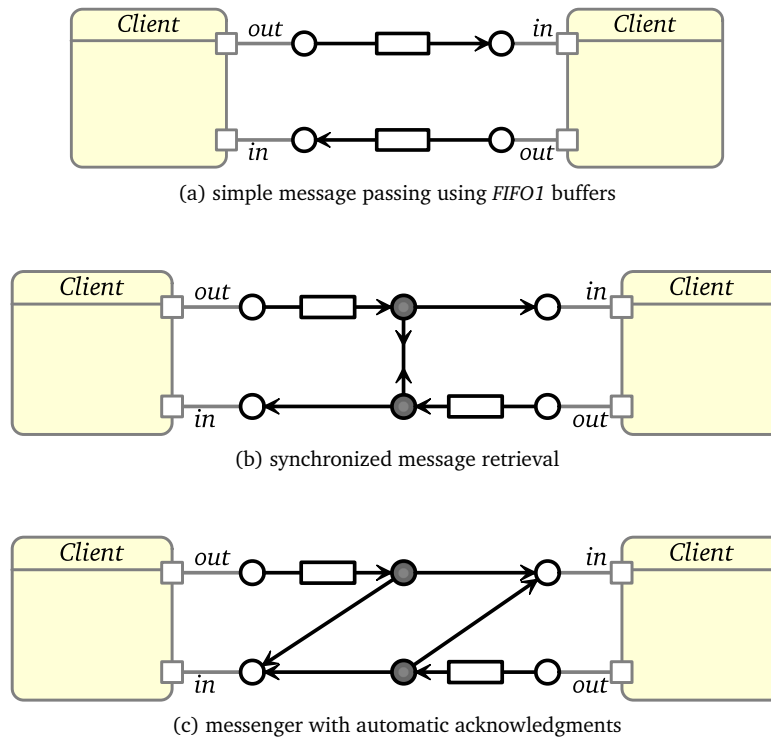 Client Client
out in
in out
(a) simple message passing using FIFO1 buffers
Client Client
out in
in out
(b) synchronized message retrieval
Client Client
out in
in out
(c) messenger with automatic acknowledgments